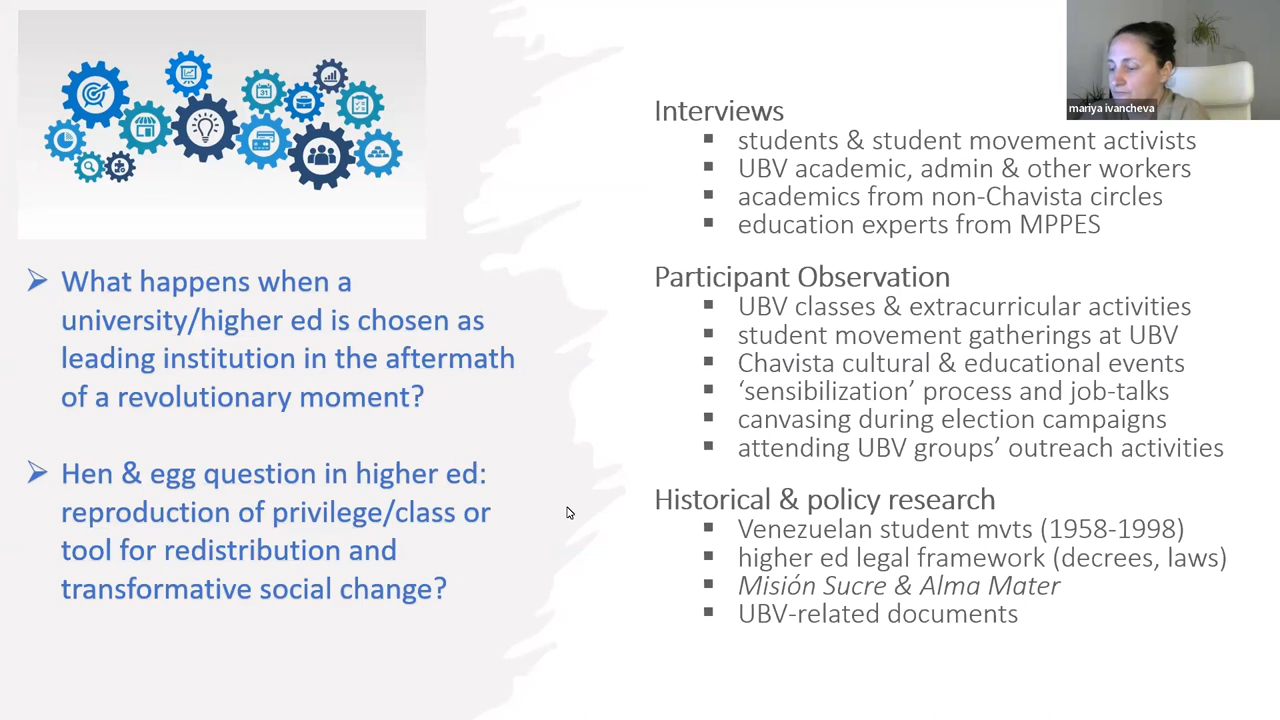 31
➢ What happens when a
university/higher ed is chosen as
leading institution in the aftermath
of a revolutionary moment?
➢ Hen & egg question in higher ed:
reproduction of privilege/class or
tool for redistribution and
transformative social change?
mariya ivancheva
Interviews
▪ students & student movement activists
▪ UBV academic, admin & other workers
▪ academics from non-Chavista circles
▪ education experts from MPPES
Participant Observation
▪ UBV classes & extracurricular activities
▪ student movement gatherings at UBV
▪ Chavista cultural & educational events
▪ ‘sensibilization’ process and job-talks
▪ canvasing during election campaigns
▪ attending UBV groups’ outreach activities
Historical & policy research
▪ Venezuelan student mvts (1958-1998)
▪ higher ed legal framework (decrees, laws)
▪ Misión Sucre & Alma Mater
▪ UBV-related documents